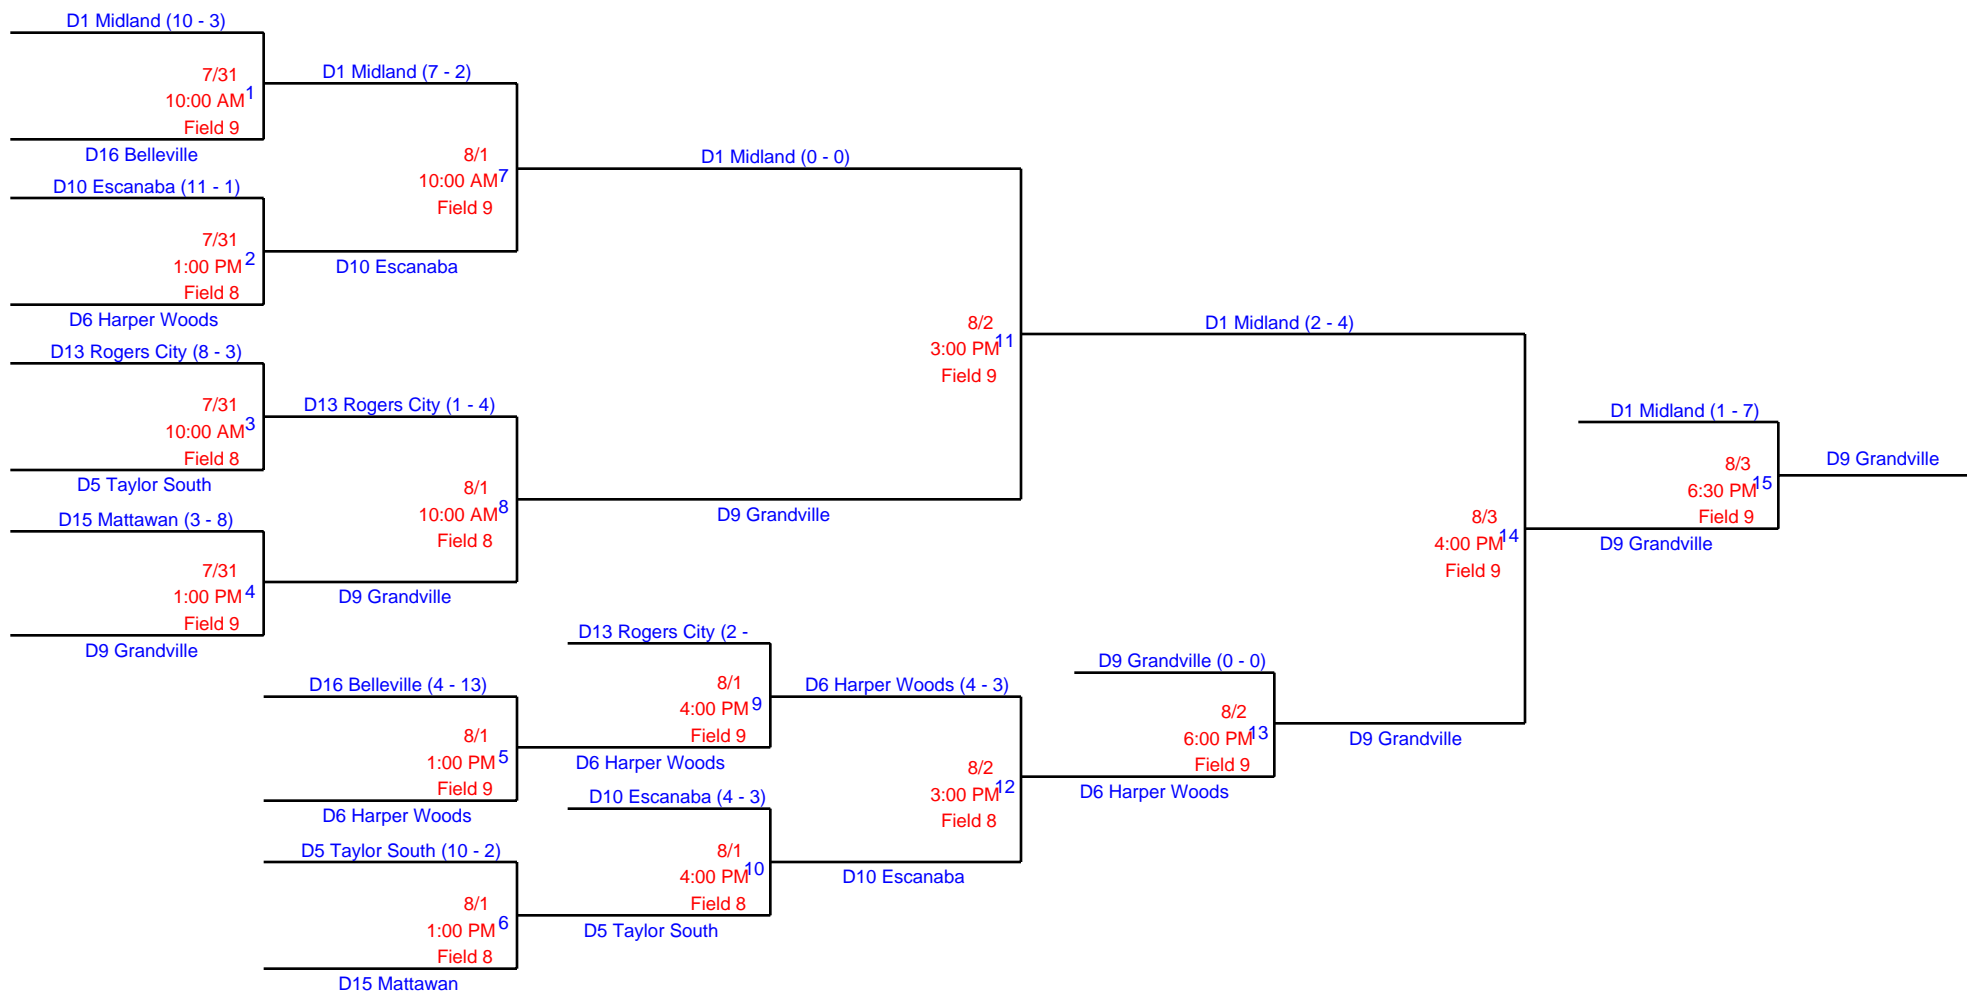 D1 Midland (10 - 3)
7/31
10:00 AM 1
Field 9
D16 Belleville
D10 Escanaba (11 - 1)
7/31
1:00 PM 2
Field 8
D6 Harper Woods
D13 Rogers City (8 - 3)
7/31
10:00 AM 3
Field 8
D5 Taylor South
D15 Mattawan (3 - 8)
7/31
1:00 PM 4
Field 9
D9 Grandville
D1 Midland (7 - 2)
8/1
10:00 AM 7
Field 9
D10 Escanaba
D13 Rogers City (1 - 4)
8/1
10:00 AM 8
Field 8
D9 Grandville
D16 Belleville (4 - 13)
8/1
1:00 PM 5
Field 9
D6 Harper Woods
D5 Taylor South (10 - 2)
8/1
1:00 PM 6
Field 8
D15 Mattawan
D13 Rogers City (2 -
8/1
4:00 PM 9
Field 9
D6 Harper Woods
D10 Escanaba (4 - 3)
8/1
4:00 PM 10
Field 8
D5 Taylor South
D1 Midland (0 - 0)
8/2
3:00 PM 11
Field 9
D9 Grandville
D6 Harper Woods (4 - 3)
8/2
3:00 PM 12
Field 8
D10 Escanaba
D9 Grandville (0 - 0)
8/2
6:00 PM 13
Field 9
D6 Harper Woods
D1 Midland (2 - 4)
8/3
4:00 PM 14
Field 9
D9 Grandville
D1 Midland (1 - 7)
8/3
6:30 PM 15
Field 9
D9 Grandville
D9 Grandville